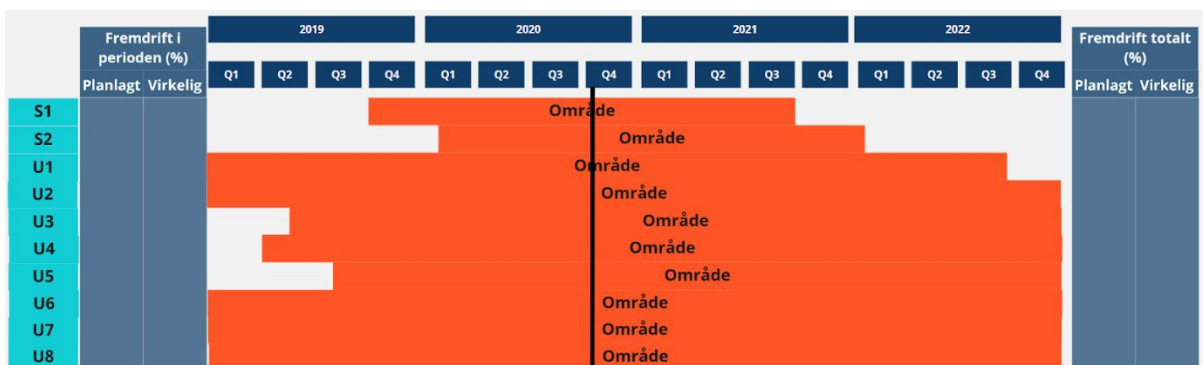 Fremdrift i perioden (%)
2019 2020 2021 2022
Fremdrift totalt (%)
Planlagt Virkelig
Q1 Q2 Q3 Q4 Q1 Q2 Q3 Q4 Q1 Q2 Q3 Q4 Q1 Q2 Q3 Q4
Planlagt Virkelig
S1 Område
S2 Område
U1 Område
U2 Område
U3 Område
U4 Område
U5 Område
U6 Område
U7 Område
U8 Område